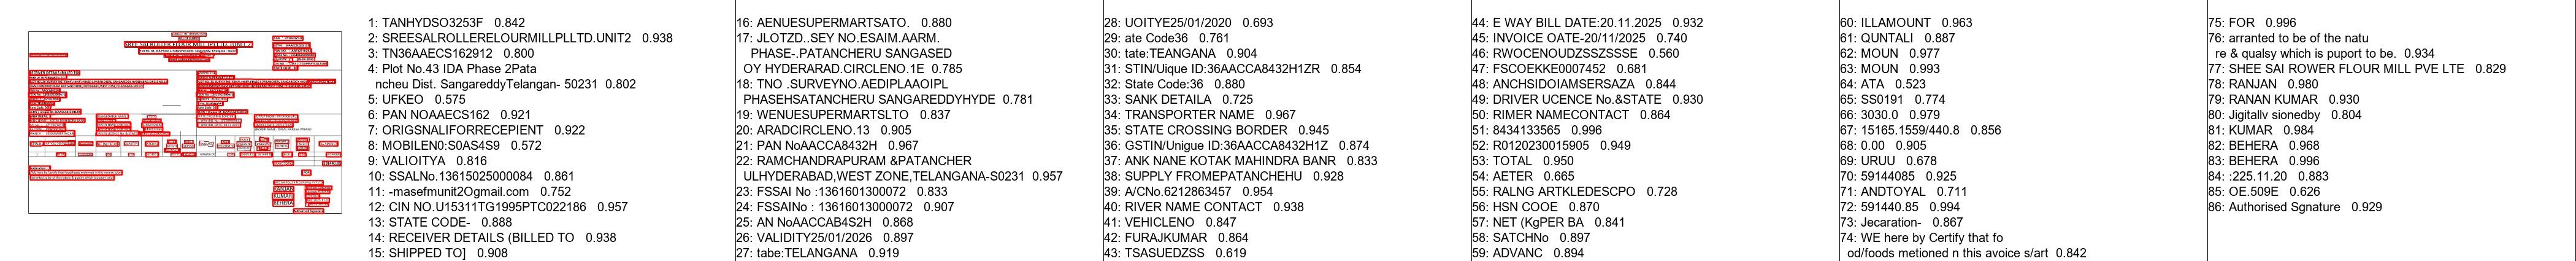 1: TANHYDSO3253F 0.842
2: SREESALROLLERELOURMILLPLLTD.UNIT2 0.938
3: TN36AAECS162912 0.800
4: Plot No.43 IDA Phase 2Pata
ncheu Dist. SangareddyTelangan- 50231 0.802
5: UFKEO 0.575
6: PAN NOAAECS162 0.921
7: ORIGSNALIFORRECEPIENT 0.922
8: MOBILEN0:S0AS4S9 0.572
9: VALIOITYA 0.816
10: SSALNo.13615025000084 0.861
11: -masefmunit2Ogmail.com 0.752
12: CIN NO.U15311TG1995PTC022186 0.957
13: STATE CODE- 0.888
14: RECEIVER DETAILS (BILLED TO 0.938
15: SHIPPED TO] 0.908
16: AENUESUPERMARTSATO. 0.880
17: JLOTZD..SEY NO.ESAIM.AARM.
PHASE-.PATANCHERU SANGASED
OY HYDERARAD.CIRCLENO.1E 0.785
18: TNO .SURVEYNO.AEDIPLAAOIPL
PHASEHSATANCHERU SANGAREDDYHYDE 0.781
19: WENUESUPERMARTSLTO 0.837
20: ARADCIRCLENO.13 0.905
21: PAN NoAACCA8432H 0.967
22: RAMCHANDRAPURAM &PATANCHER
ULHYDERABAD,WEST ZONE,TELANGANA-S0231 0.957
23: FSSAI No :13616013000072 0.833
24: FSSAINo : 13616013000072 0.907
25: AN NoAACCAB4S2H 0.868
26: VALIDITY25/01/2026 0.897
27: tabe:TELANGANA 0.919
28: UOITYE25/01/2020 0.693
29: ate Code36 0.761
30: tate:TEANGANA 0.904
31: STIN/Uique ID:36AACCA8432H1ZR 0.854
32: State Code:36 0.880
33: SANK DETAILA 0.725
34: TRANSPORTER NAME 0.967
35: STATE CROSSING BORDER 0.945
36: GSTIN/Unigue ID:36AACCA8432H1Z 0.874
37: ANK NANE KOTAK MAHINDRA BANR 0.833
38: SUPPLY FROMEPATANCHEHU 0.928
39: A/CNo.6212863457 0.954
40: RIVER NAME CONTACT 0.938
41: VEHICLENO 0.847
42: FURAJKUMAR 0.864
43: TSASUEDZSS 0.619
44: E WAY BILL DATE:20.11.2025 0.932
45: INVOICE OATE-20/11/2025 0.740
46: RWOCENOUDZSSZSSSE 0.560
47: FSCOEKKE0007452 0.681
48: ANCHSIDOIAMSERSAZA 0.844
49: DRIVER UCENCE No.&STATE 0.930
50: RIMER NAMECONTACT 0.864
51: 8434133565 0.996
52: R0120230015905 0.949
53: TOTAL 0.950
54: AETER 0.665
55: RALNG ARTKLEDESCPO 0.728
56: HSN COOE 0.870
57: NET (KgPER BA 0.841
58: SATCHNo 0.897
59: ADVANC 0.894
60: ILLAMOUNT 0.963
61: QUNTALI 0.887
62: MOUN 0.977
63: MOUN 0.993
64: ATA 0.523
65: SS0191 0.774
66: 3030.0 0.979
67: 15165.1559/440.8 0.856
68: 0.00 0.905
69: URUU 0.678
70: 59144085 0.925
71: ANDTOYAL 0.711
72: 591440.85 0.994
73: Jecaration- 0.867
74: WE here by Certify that fo
od/foods metioned n this avoice s/art 0.842
75: FOR 0.996
76: arranted to be of the natu
re & qualsy which is puport to be. 0.934
77: SHEE SAI ROWER FLOUR MILL PVE LTE 0.829
78: RANJAN 0.980
79: RANAN KUMAR 0.930
80: Jigitallv sionedby 0.804
81: KUMAR 0.984
82: BEHERA 0.968
83: BEHERA 0.996
84: :225.11.20 0.883
85: OE.509E 0.626
86: Authorised Sgnature 0.929